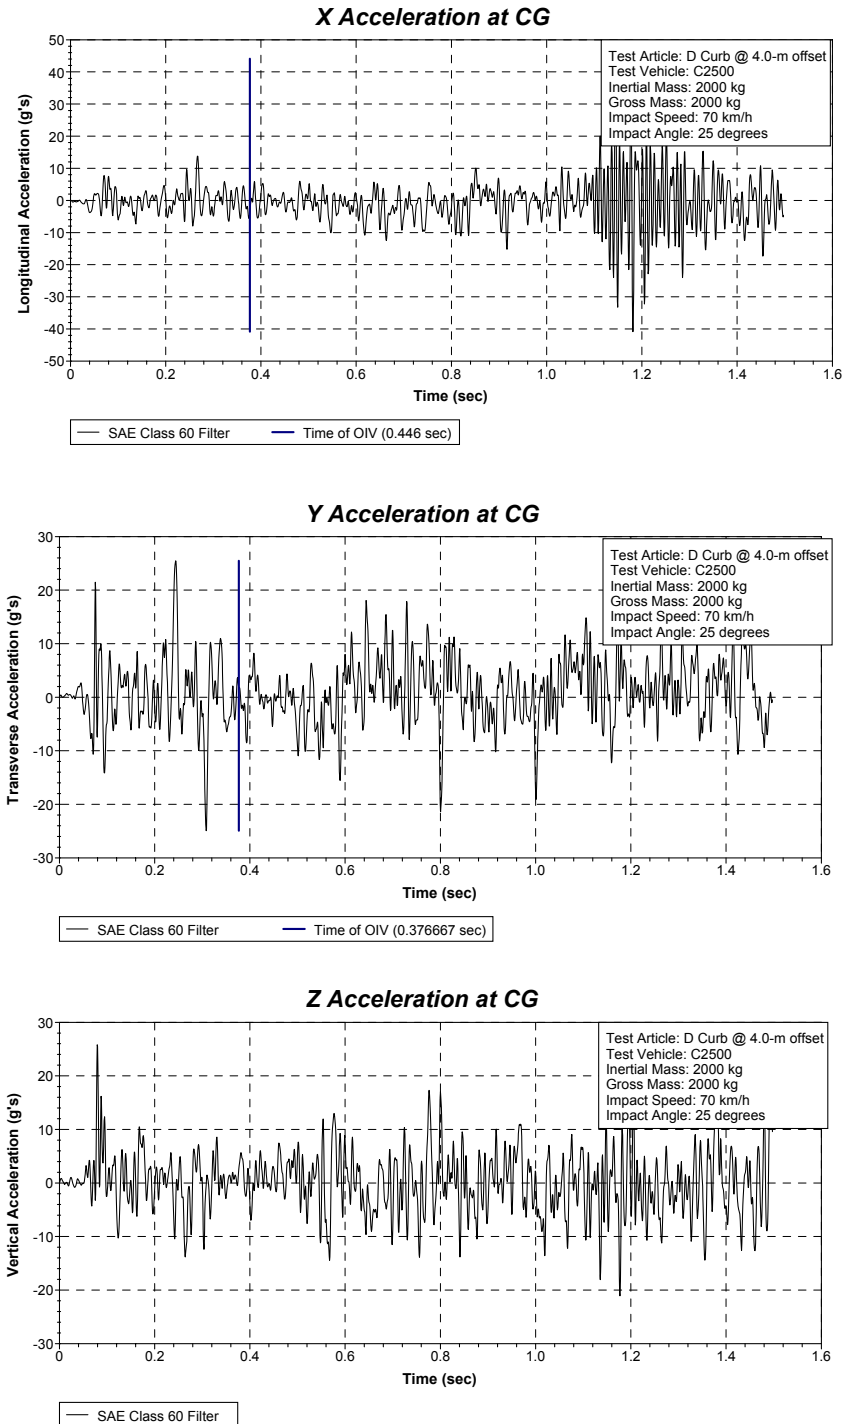 X Acceleration at CG
50
40
30
20
10
0
-10
-20
-30
-40
-50
Longitudinal Acceleration (g's)
Test Article: D Curb @ 4.0-m offset
Test Vehicle: C2500
Inertial Mass: 2000 kg
Gross Mass: 2000 kg
Impact Speed: 70 km/h
Impact Angle: 25 degrees
0 0.2 0.4 0.6 0.8 1.0 1.2 1.4 1.6
Time (sec)
SAE Class 60 Filter Time of OIV (0.446 sec)
Y Acceleration at CG
30
20
10
0
-10
-20
-30
Transverse Acceleration (g's)
Test Article: D Curb @ 4.0-m offset
Test Vehicle: C2500
Inertial Mass: 2000 kg
Gross Mass: 2000 kg
Impact Speed: 70 km/h
Impact Angle: 25 degrees
0 0.2 0.4 0.6 0.8 1.0 1.2 1.4 1.6
Time (sec)
SAE Class 60 Filter Time of OIV (0.376667 sec)
Z Acceleration at CG
30
20
10
0
-10
-20
-30
Vertical Acceleration (g's)
Test Article: D Curb @ 4.0-m offset
Test Vehicle: C2500
Inertial Mass: 2000 kg
Gross Mass: 2000 kg
Impact Speed: 70 km/h
Impact Angle: 25 degrees
0 0.2 0.4 0.6 0.8 1.0 1.2 1.4 1.6
Time (sec)
SAE Class 60 Filter